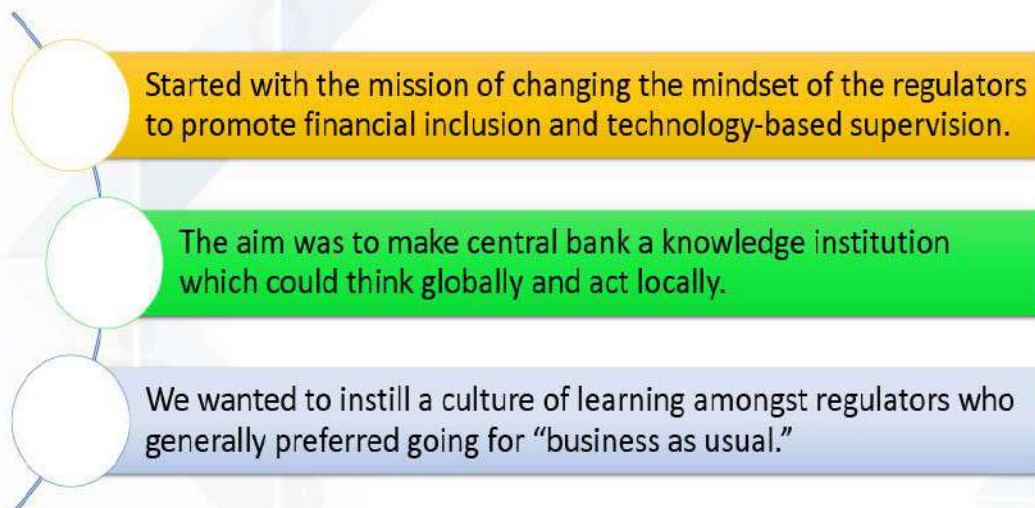 Started with the mission of changing the mindset of the regulators
to promote financial inclusion and technology-based supervision.
The aim was to make central bank a knowledge institution
which could think globally and act locally.
We wanted to instill a culture of learning amongst regulators who
generally preferred going for “business as usual.”